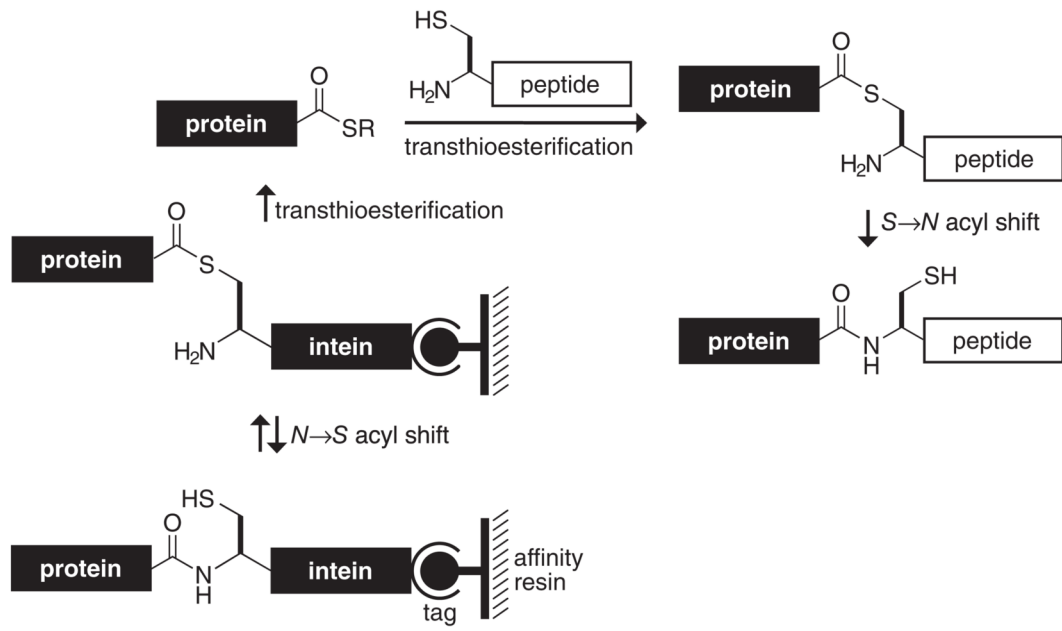 HS
H₂N
peptide
transthioesterification
protein
O
SR
protein
O
S
H₂N
peptide
transthioesterification
S→N acyl shift
protein
O
S
H₂N
intein
protein
O
N
H
SH
peptide
N→S acyl shift
HS
protein
O
N
H
intein
tag
affinity
resin